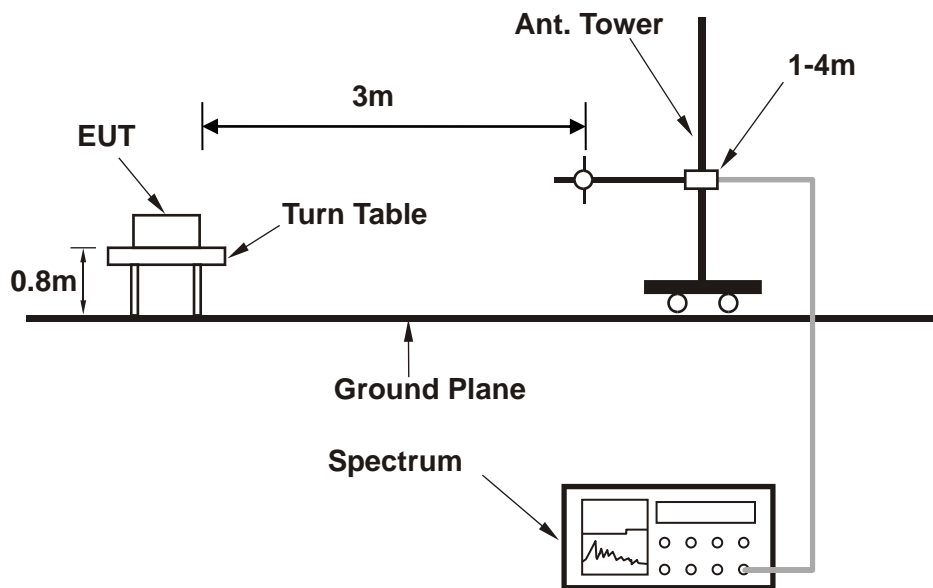 Ant. Tower
1-4m
3m
EUT
Turn Table
0.8m
Ground Plane
Spectrum